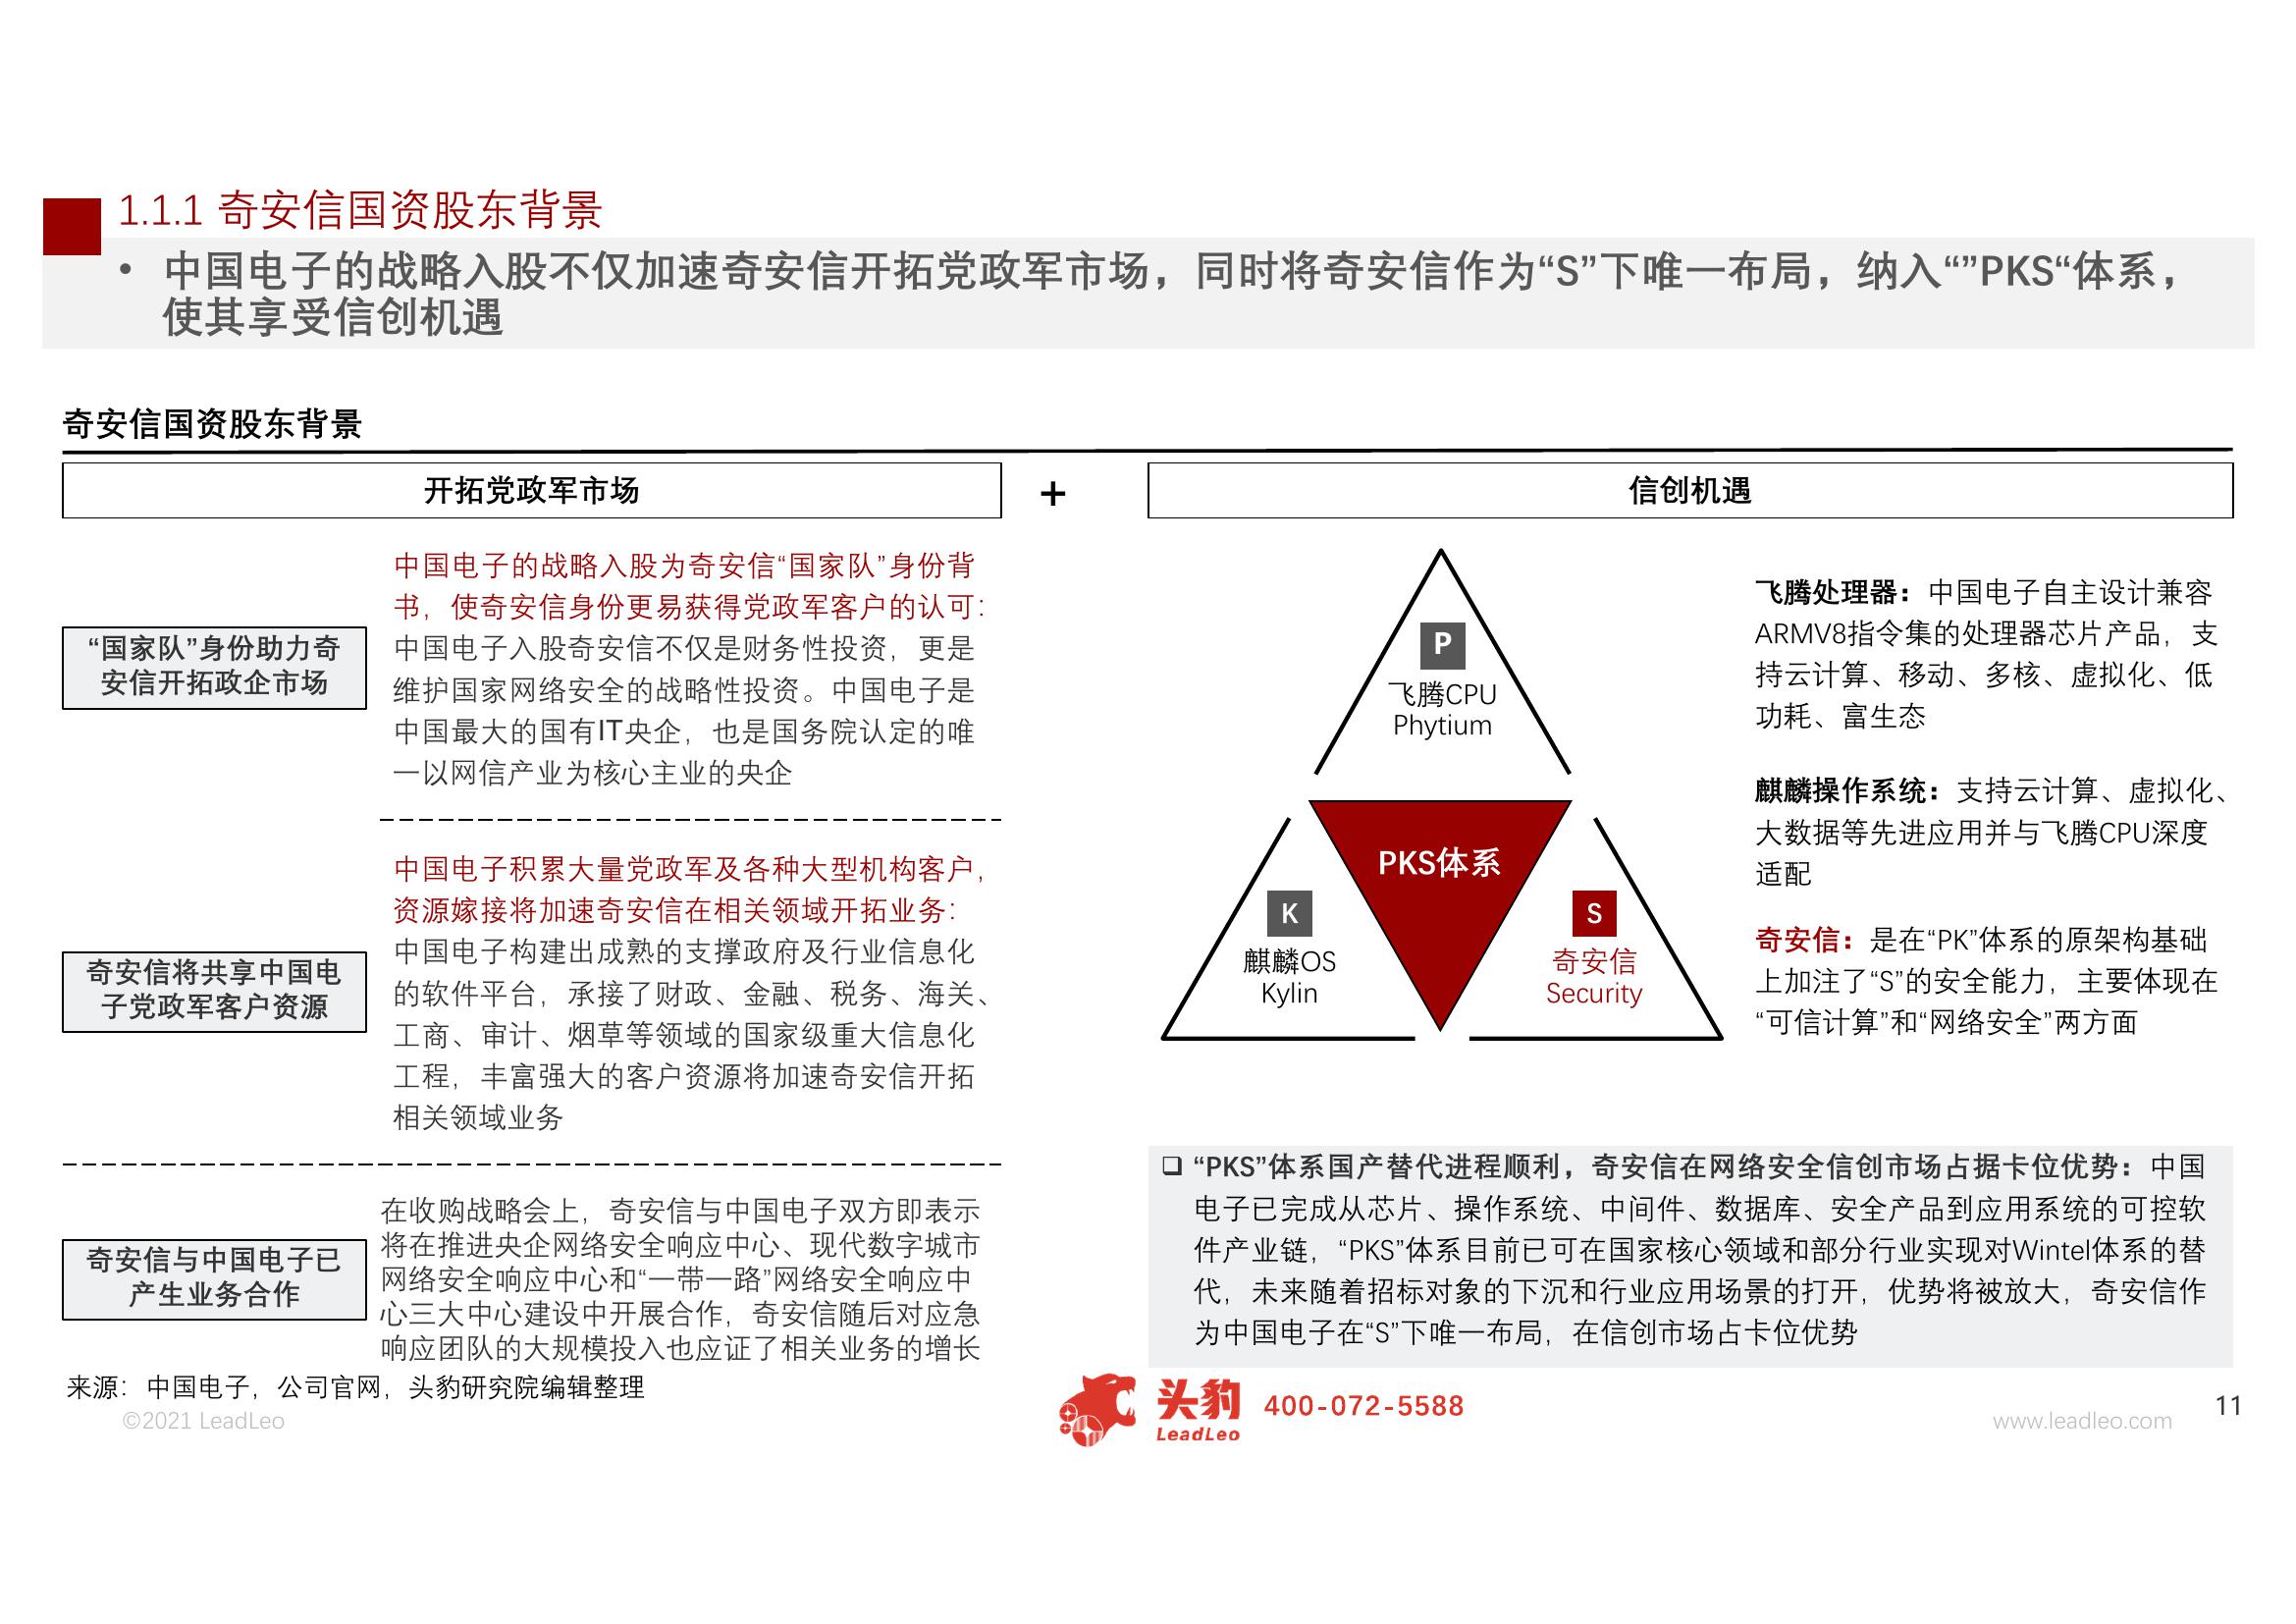 1.1.1 奇安信国资股东背景
• 中国电子的战略入股不仅加速奇安信开拓党政军市场，同时将奇安信作为“S”下唯一布局，纳入“”PKS“体系，
使其享受信创机遇
奇安信国资股东背景
开拓党政军市场
+
信创机遇
“国家队”身份助力奇
安信开拓政企市场
中国电子的战略入股为奇安信“国家队”身份背
书，使奇安信身份更易获得党政军客户的认可：
中国电子入股奇安信不仅是财务性投资，更是
维护国家网络安全的战略性投资。中国电子是
中国最大的国有IT央企，也是国务院认定的唯
一以网信产业为核心主业的央企
奇安信将共享中国电
子党政军客户资源
中国电子积累大量党政军及各种大型机构客户，
资源嫁接将加速奇安信在相关领域开拓业务：
中国电子构建出成熟的支撑政府及行业信息化
的软件平台，承接了财政、金融、税务、海关、
工商、审计、烟草等领域的国家级重大信息化
工程，丰富强大的客户资源将加速奇安信开拓
相关领域业务
奇安信与中国电子已
产生业务合作
在收购战略会上，奇安信与中国电子双方即表示
将在推进央企网络安全响应中心、现代数字城市
网络安全响应中心和“一带一路”网络安全响应中
心三大中心建设中开展合作，奇安信随后对应急
响应团队的大规模投入也应证了相关业务的增长
P
飞腾CPU
Phytium
PKS体系
K
麒麟OS
Kylin
S
奇安信
Security
飞腾处理器：中国电子自主设计兼容
ARMV8指令集的处理器芯片产品，支
持云计算、移动、多核、虚拟化、低
功耗、富生态
麒麟操作系统：支持云计算、虚拟化、
大数据等先进应用并与飞腾CPU深度
适配
奇安信：是在“PK”体系的原架构基础
上加注了“S”的安全能力，主要体现在
“可信计算”和“网络安全”两方面
❑ “PKS”体系国产替代进程顺利，奇安信在网络安全信创市场占据卡位优势：中国
电子已完成从芯片、操作系统、中间件、数据库、安全产品到应用系统的可控软
件产业链，“PKS”体系目前已可在国家核心领域和部分行业实现对Wintel体系的替
代，未来随着招标对象的下沉和行业应用场景的打开，优势将被放大，奇安信作
为中国电子在“S”下唯一布局，在信创市场占卡位优势
来源：中国电子，公司官网，头豹研究院编辑整理
©2021 LeadLeo
头豹
LeadLeo
400-072-5588
www.leadleo.com
11